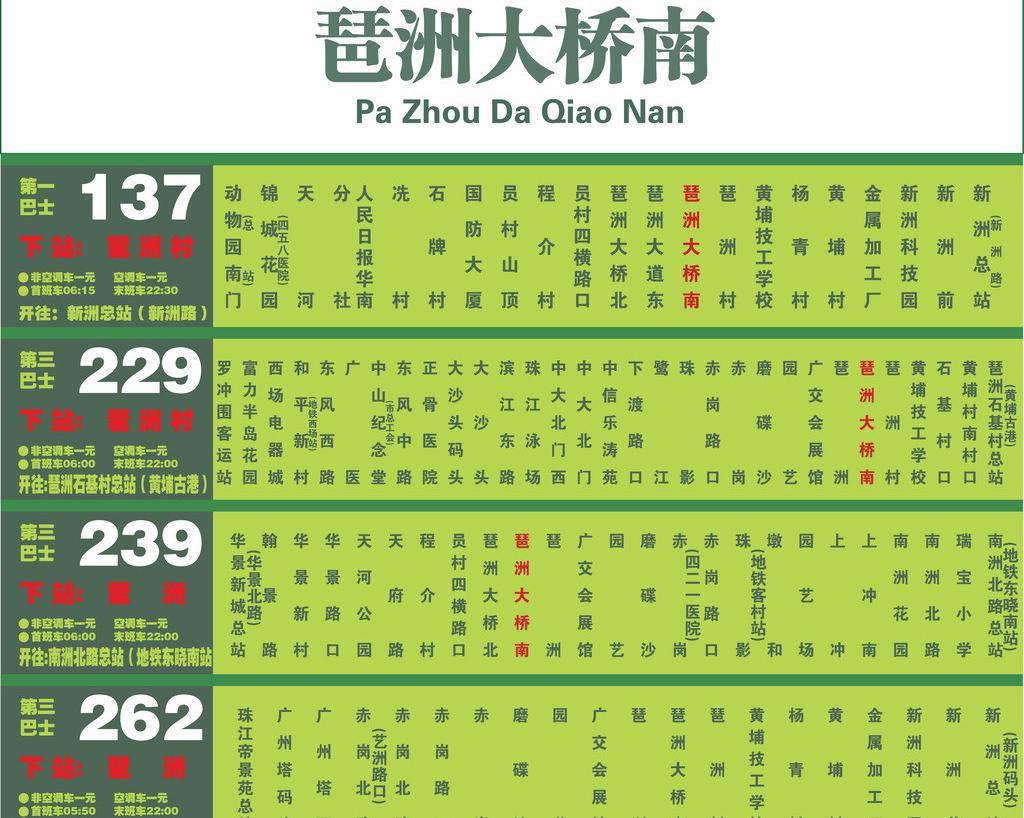 琶洲大桥南
Pa Zhou Da Qiao Nan
第一巴士
137
下站: 琶洲村
●非空调车一元 空调车一元
●首班车06:15 末班车22:30
开往: 新洲总站 ( 新洲路 )
动物园南门(总站)
锦城花园(四五八医院)
天河
分社
人民日报华南
冼村
石牌村
国防大厦
员村山顶
程介村
员村四横路口
琶洲大桥北
琶洲大道东
琶洲大桥南
琶洲村
黄埔技工学校
杨青村
黄埔村
金属加工厂
新洲科技园
新洲前
新洲总站(新洲路)
第三巴士
229
下站: 琶洲村
●非空调车一元 空调车一元
●首班车06:00 末班车22:00
开往:琶洲石基村总站 ( 黄埔古港 )
罗冲围客运站
富力半岛花园
西场电器城
和平新村(地铁西场站)
东风西路
广医
中山纪念堂(市总工会)
东风中路
正骨医院
大沙头码头
大沙头
滨江东路
珠江泳场
中大北门西
中大北门
中信乐涛苑
下渡路口
鹭江
珠影
赤岗路口
赤岗
磨碟沙
园艺
广交会展馆
琶洲
琶洲大桥南
琶洲村
黄埔技工学校
石基村口
黄埔村南村口
琶洲石基村总站(黄埔古港)
第三巴士
239
下站: 琶洲
●非空调车一元 空调车一元
●首班车06:00 末班车22:00
开往:南洲北路总站 ( 地铁东晓南站
华景新城总站(华景北路)
翰景路
华景新村
华景路口
天河公园
天府路
程介村
员村四横路口
琶洲大桥北
琶洲大桥南
琶洲
广交会展馆
园艺
磨碟沙
赤岗(四二一医院)
赤岗路口
珠影(地铁客村站)
墩和
园艺场
上冲
上冲南
南洲花园
南洲北路
瑞宝小学
南洲北路总站(地铁东晓南站)
第三巴士
262
下站: 琶洲
●非空调车一元 空调车一元
●首班车05:50 末班车22:00
珠江帝景苑总
广州塔码
广州塔
赤岗北(艺洲路口)
赤岗北
赤岗路
赤
磨碟
园
广交会展
琶
琶洲大桥
琶洲
黄埔技工学
杨青
黄埔
金属加工
新洲科技
新洲
新洲总(新洲码头)